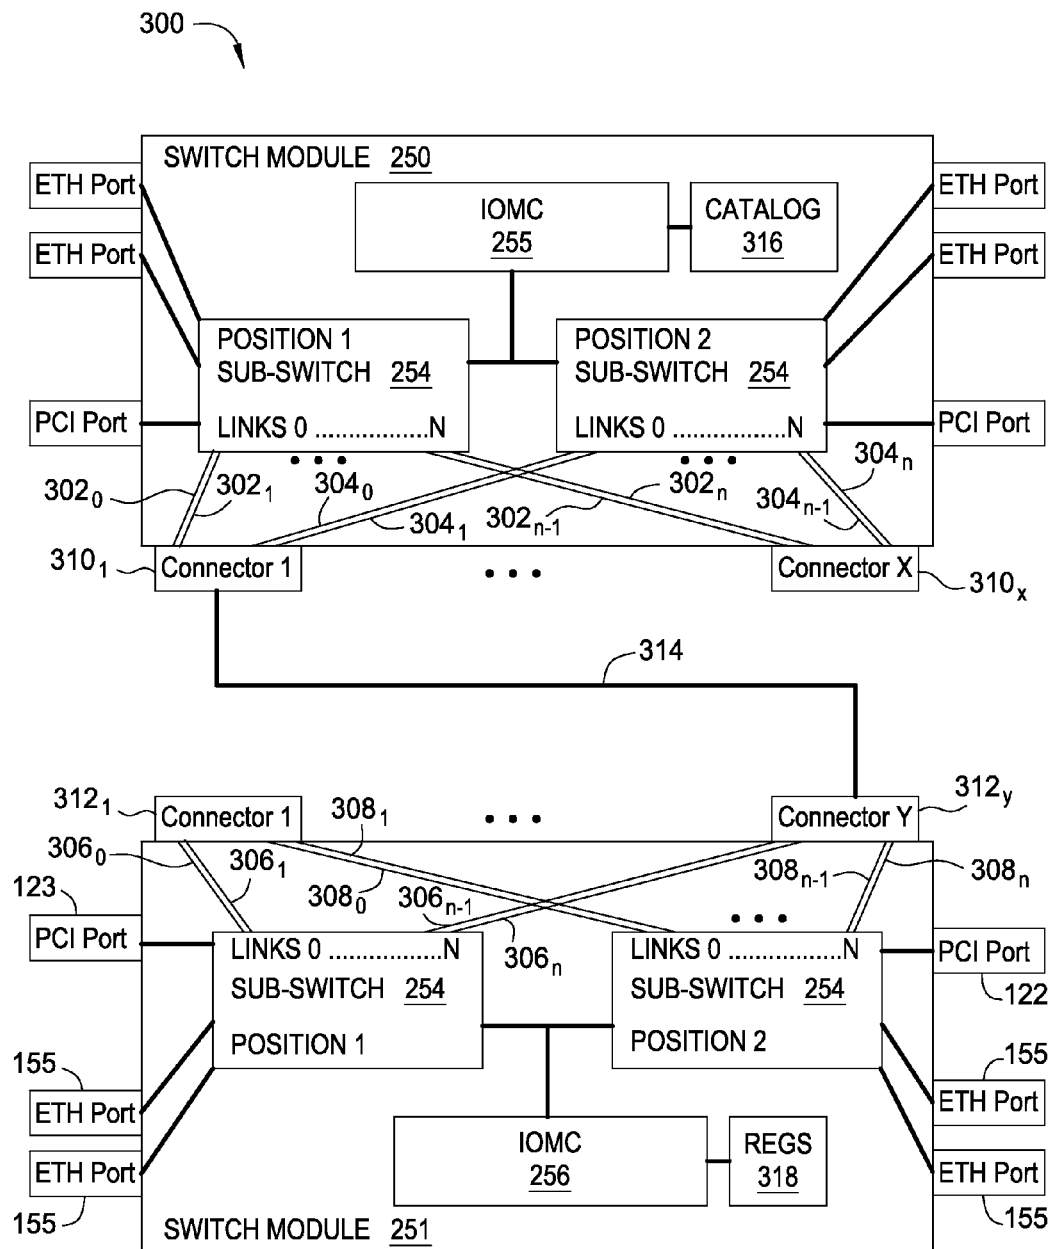 300
SWITCH MODULE 250
ETH Port
ETH Port
ETH Port
ETH Port
IOMC
255
CATALOG
316
POSITION 1
SUB-SWITCH 254
LINKS 0 .................N
POSITION 2
SUB-SWITCH 254
LINKS 0 .................N
PCI Port
PCI Port
302₀
302₁
304₀
304₁
302ₙ₋₁
302ₙ
304ₙ₋₁
304ₙ
310₁
Connector 1
Connector X
310ₓ
314
312₁
Connector 1
308₁
Connector Y
312y
306₀
306₁
308₀
306ₙ₋₁
306ₙ
308ₙ₋₁
308ₙ
123
PCI Port
LINKS 0 .................N
SUB-SWITCH 254
POSITION 1
LINKS 0 .................N
SUB-SWITCH 254
POSITION 2
PCI Port
122
155
ETH Port
ETH Port
155
155
ETH Port
ETH Port
155
IOMC
256
REGS
318
SWITCH MODULE 251